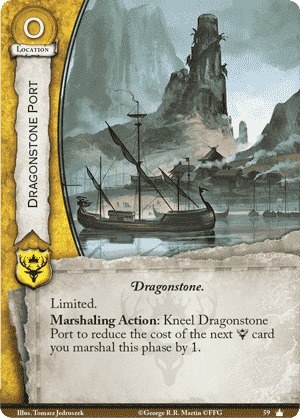 0
LOCATION
DRAGONSTONE PORT
Dragonstone.
Limited.
Marshaling Action: Kneel Dragonstone
Port to reduce the cost of the next card
you marshal this phase by 1.
Illus. Tomasz Jedruszek
©George R.R. Martin ©FFG
59